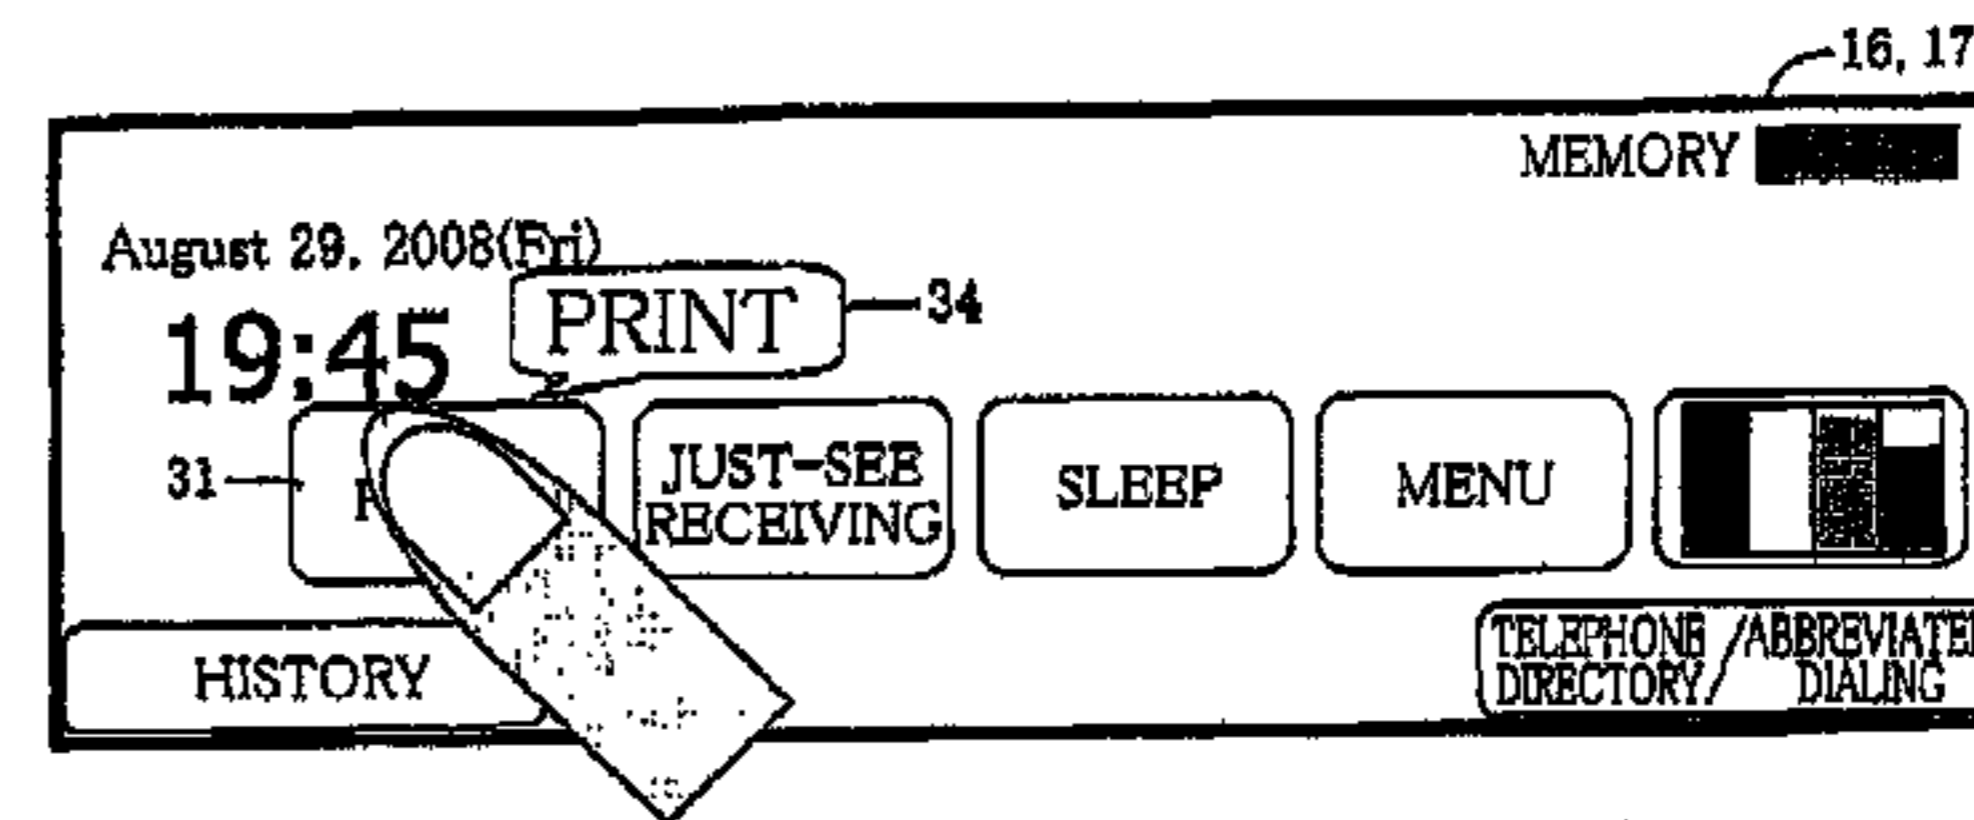 16, 17
MEMORY
August 29, 2008(Fri)
PRINT
34
19:45
31
JUST-SEE
RECEIVING
SLEEP
MENU
HISTORY
TELEPHONE /ABBREVIATE
DIRECTORY/ DIALING